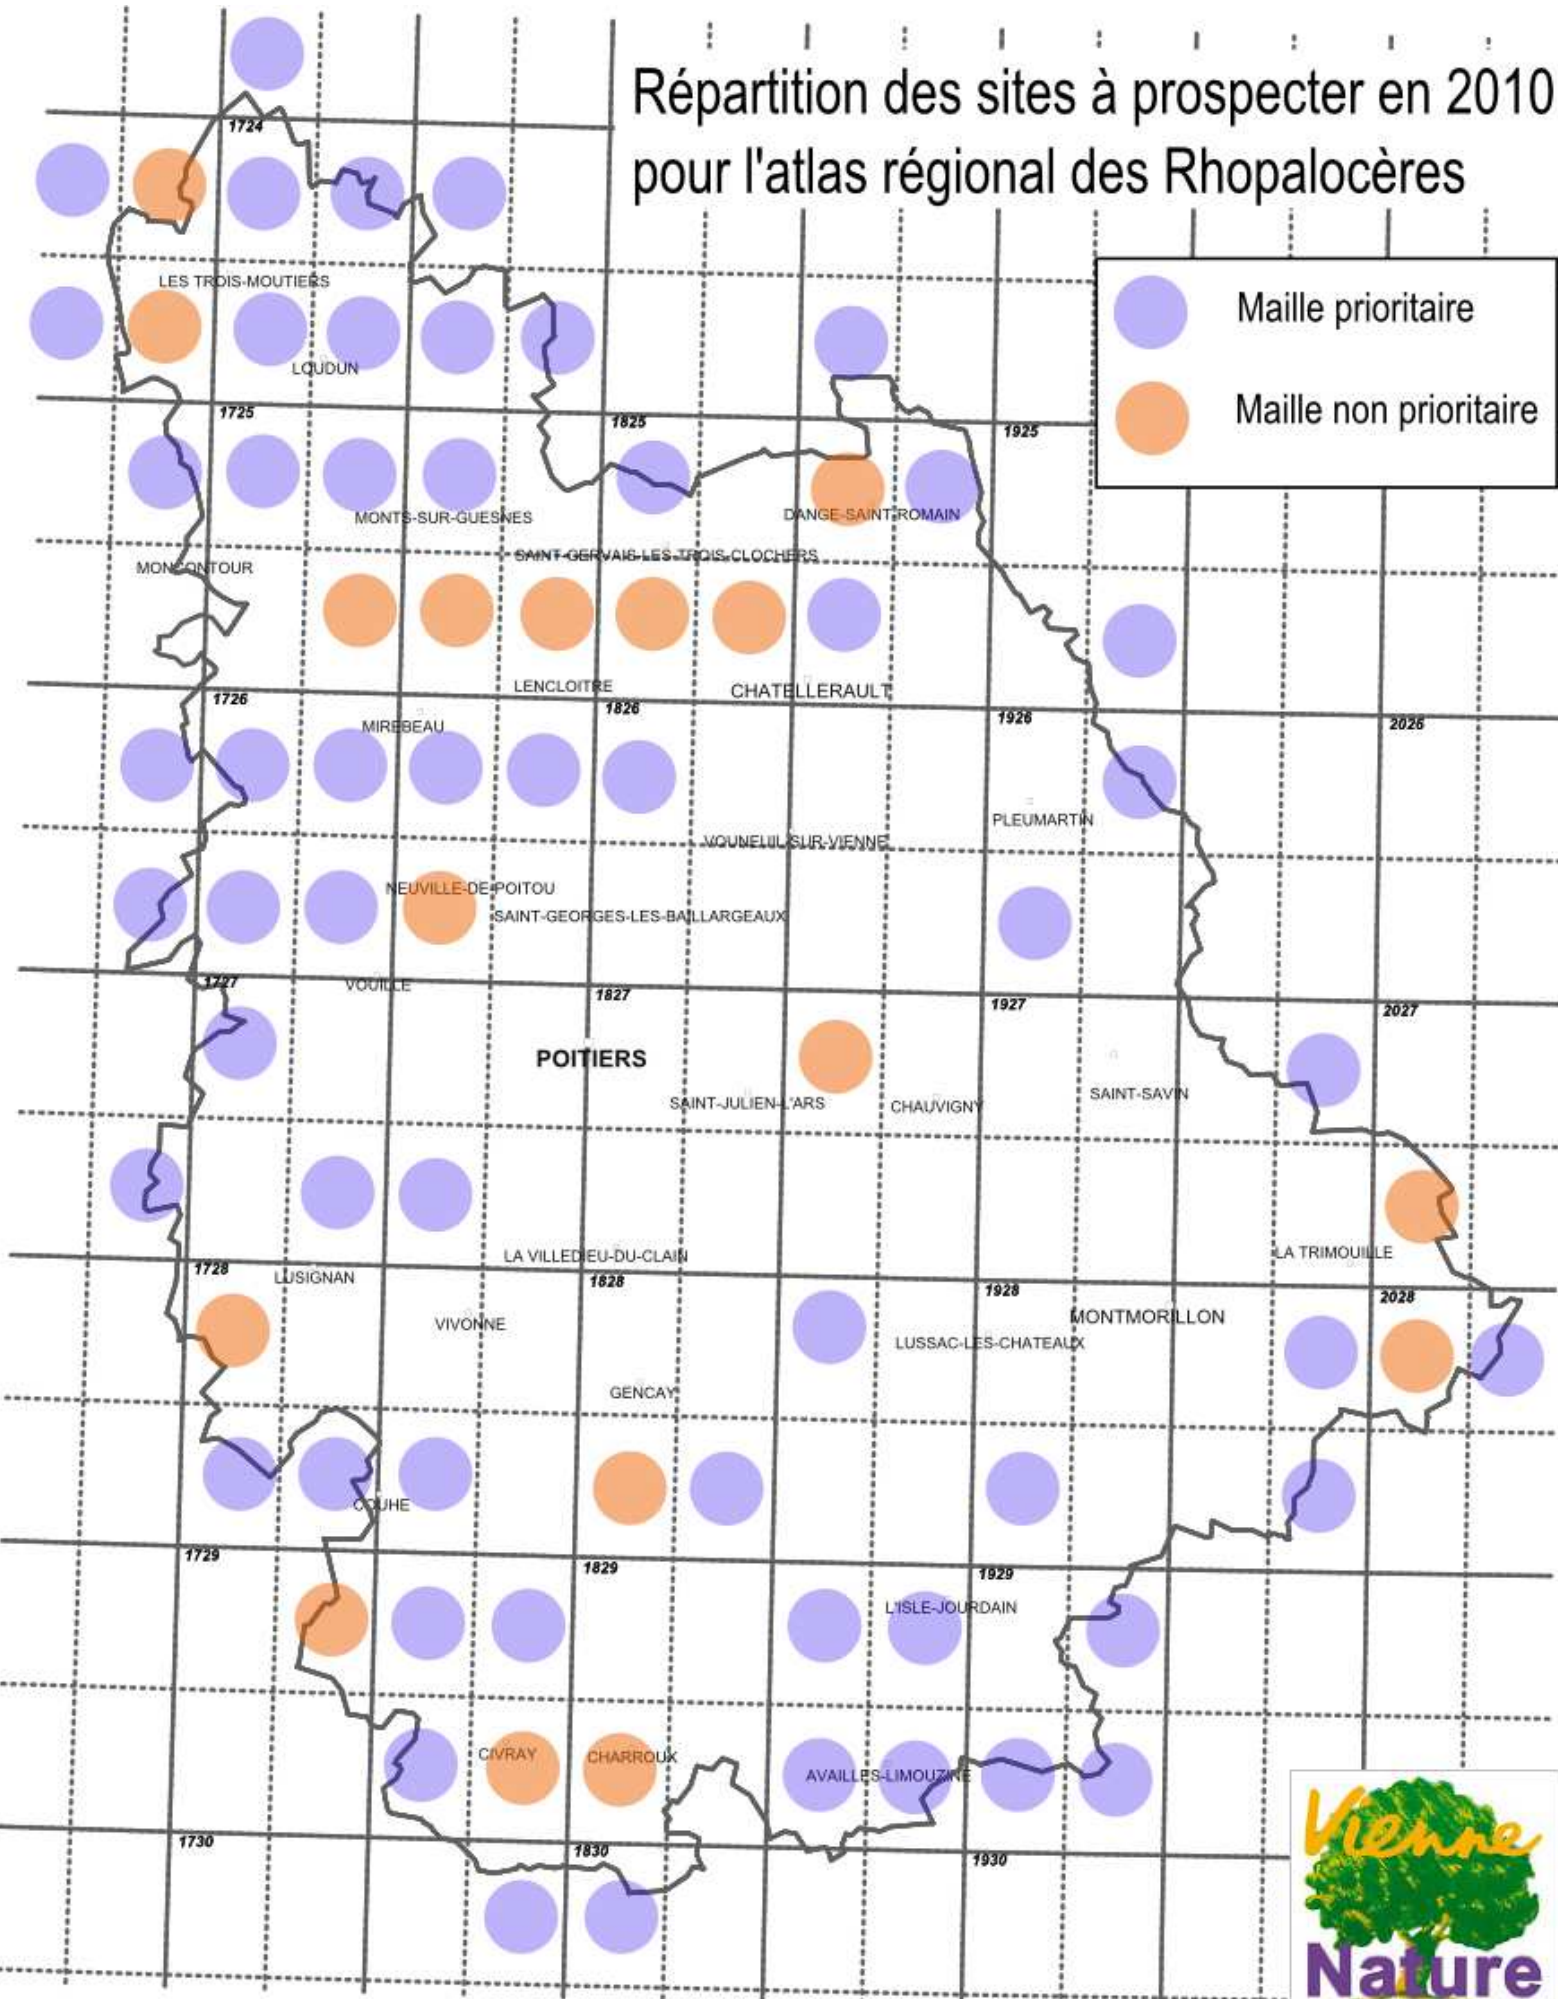 Répartition des sites à prospecter en 2010
pour l'atlas régional des Rhopalocères
1724
LES TROIS-MOUTIERS
Maille prioritaire
LOUDUN
Maille non prioritaire
1725
1825
1925
MONTS-SUR-GUESNES
DANGE-SAINT-ROMAIN
SAINT-GERVAIS-LES-TROIS-CLOCHERS
MONCONTOUR
LENCLOITRE
CHATELLERAULT
1726
1826
1926
2026
MIREBEAU
PLEUMARTIN
VOUNEUIL-SUR-VIENNE
NEUVILLE-DE-POITOU
SAINT-GEORGES-LES-BAILLARGEAUX
1727
VOUILLE
1827
1927
2027
POITIERS
SAINT-SAVIN
SAINT-JULIEN-L'ARS
CHAUVIGNY
LA TRIMOUILLE
LA VILLEDIEU-DU-CLAIN
1728
LUSIGNAN
1828
1928
2028
MONTMORILLON
VIVONNE
LUSSAC-LES-CHATEAUX
GENCAY
COUHE
1729
1829
1929
L'ISLE-JOURDAIN
CIVRAY
CHARROUX
AVAILLES-LIMOUZINE
1730
1830
1930
Vienne
Nature